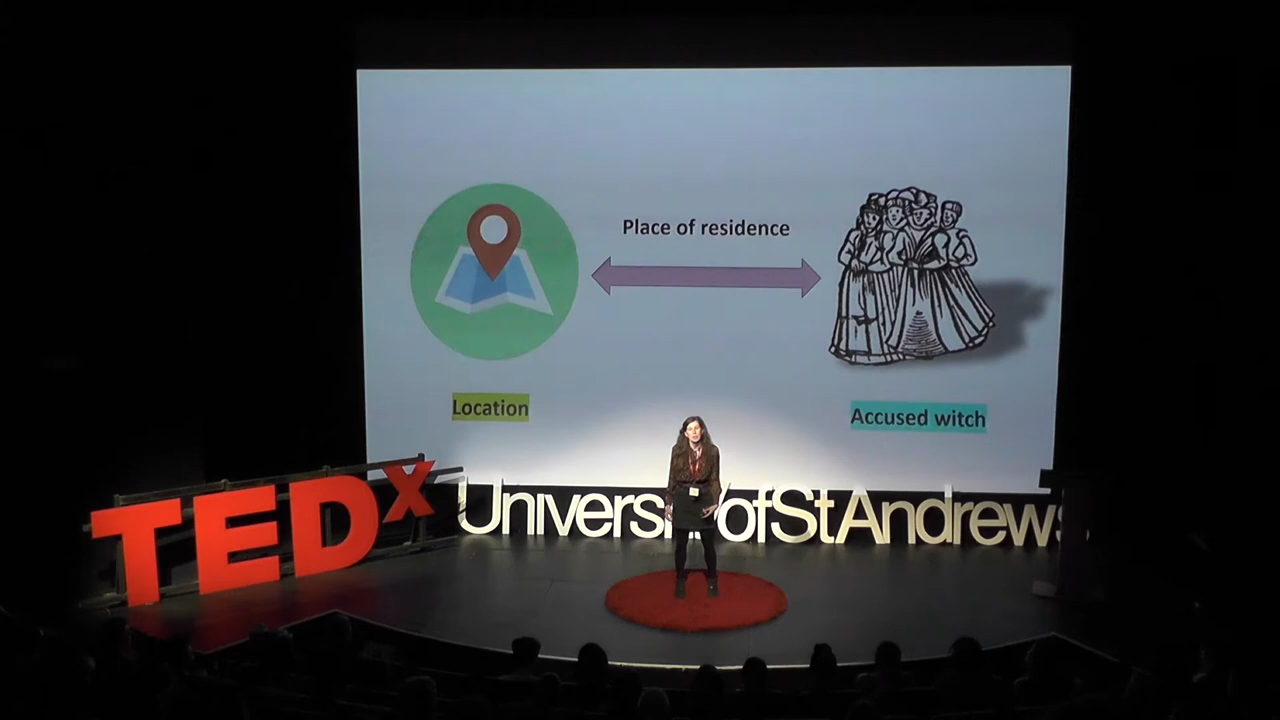 Place of residence
Location
Accused witch
TEDx
UniversityofStAndrews